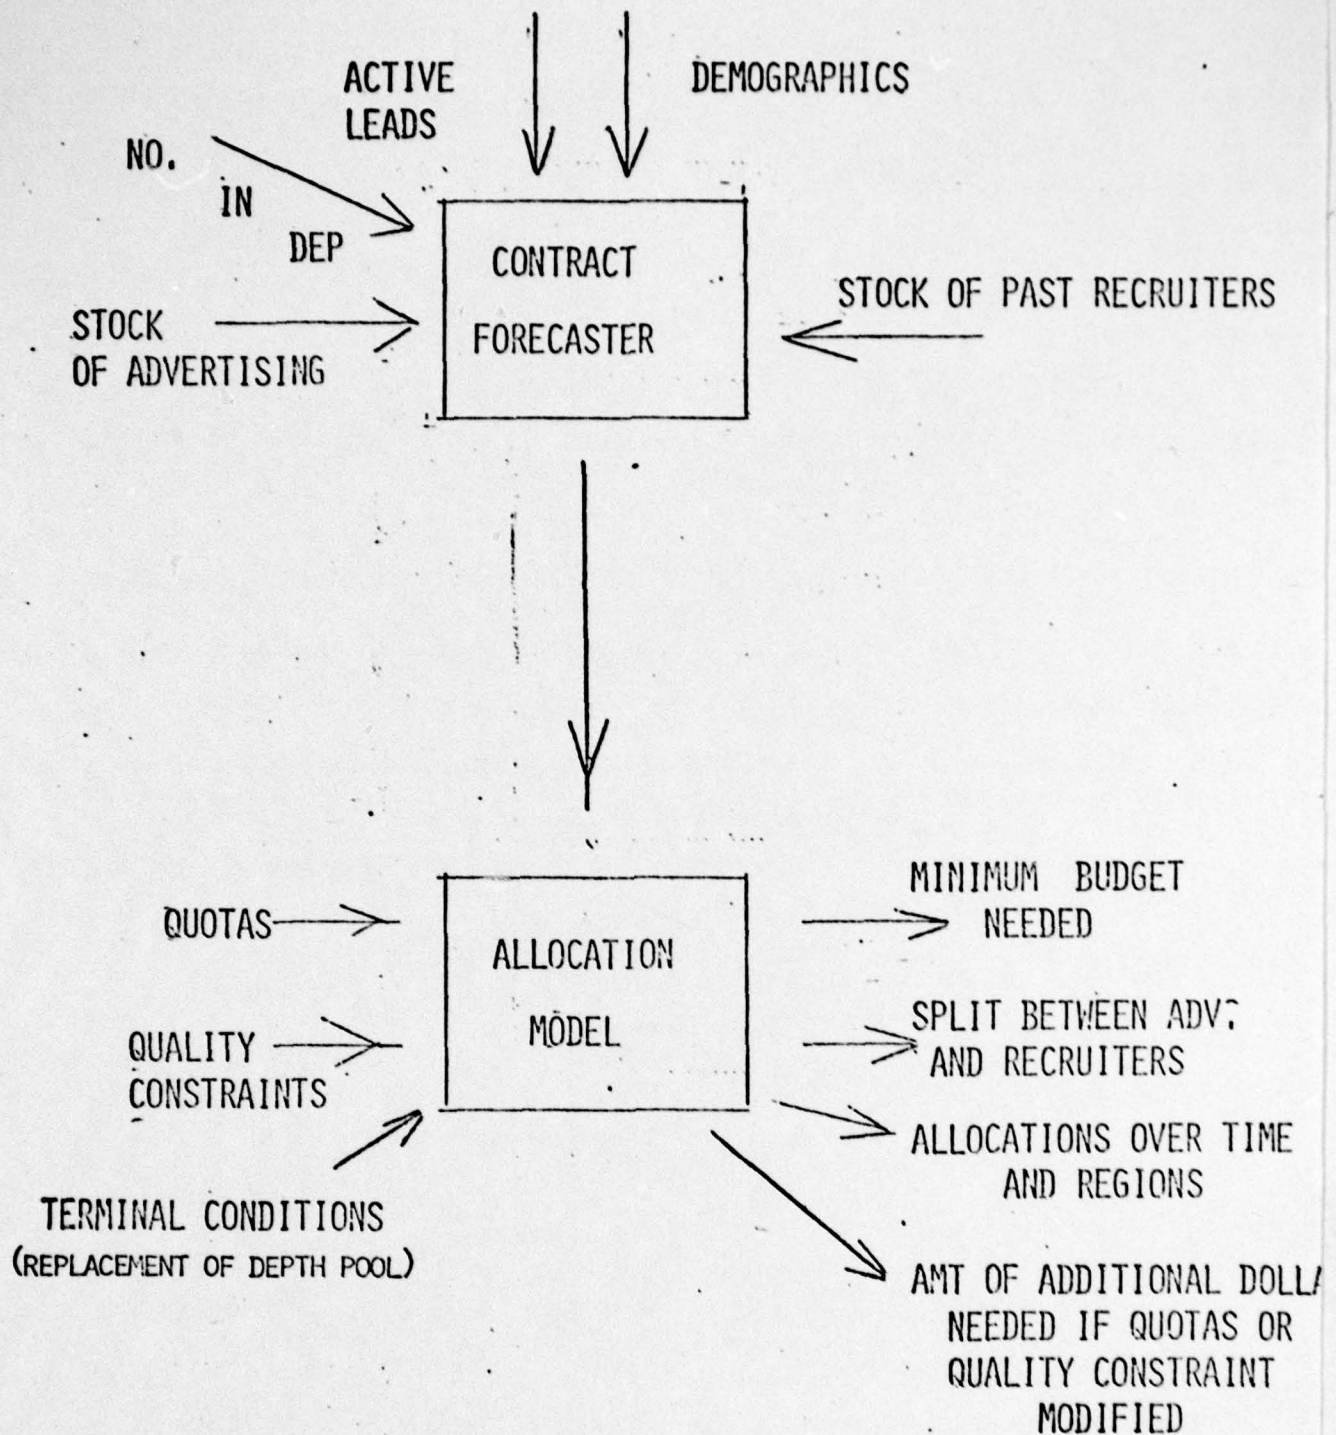 ACTIVE
LEADS
DEMOGRAPHICS
NO.
IN
DEP
CONTRACT
FORECASTER
STOCK
OF ADVERTISING
STOCK OF PAST RECRUITERS
QUOTAS
QUALITY
CONSTRAINTS
TERMINAL CONDITIONS
(REPLACEMENT OF DEPTH POOL)
ALLOCATION
MODEL
MINIMUM BUDGET
NEEDED
SPLIT BETWEEN ADV.
AND RECRUITERS
ALLOCATIONS OVER TIME
AND REGIONS
AMT OF ADDITIONAL
NEEDED IF QUOTAS OR
QUALITY CONSTRAINT
MODIFIED